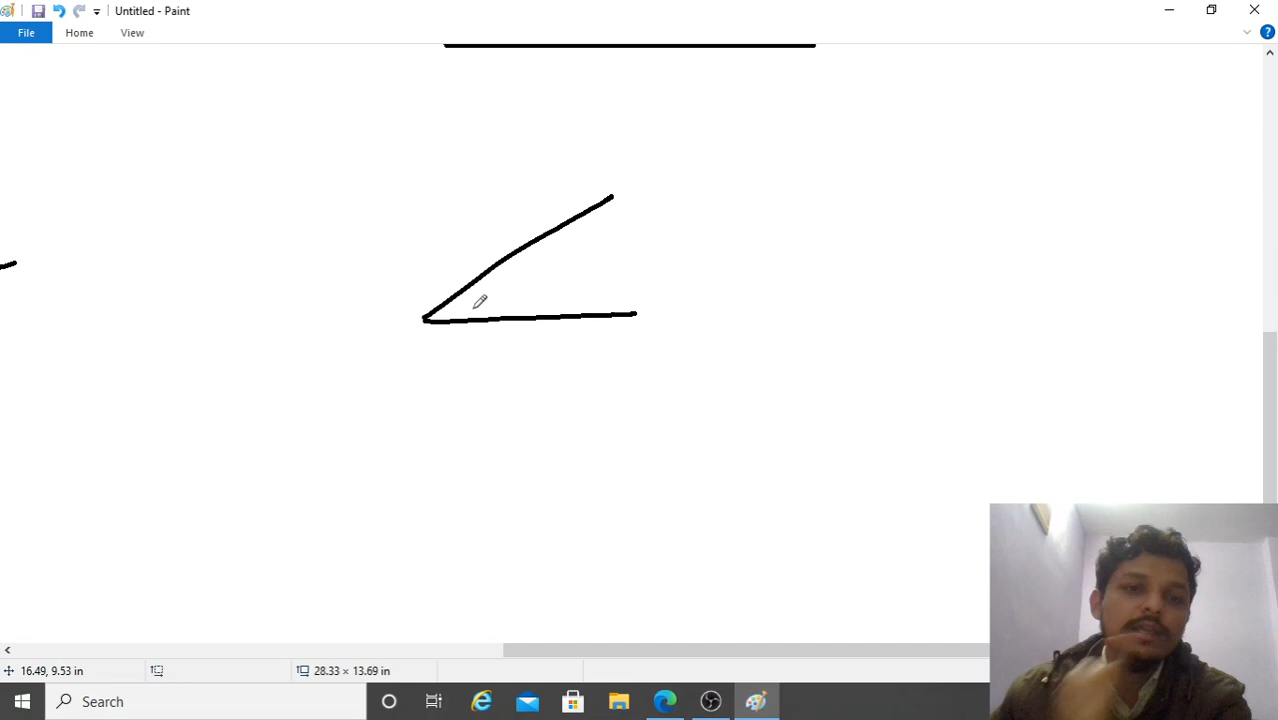 Untitled - Paint
File Home View
16.49, 9.53 in 28.33 × 13.69 in
Search